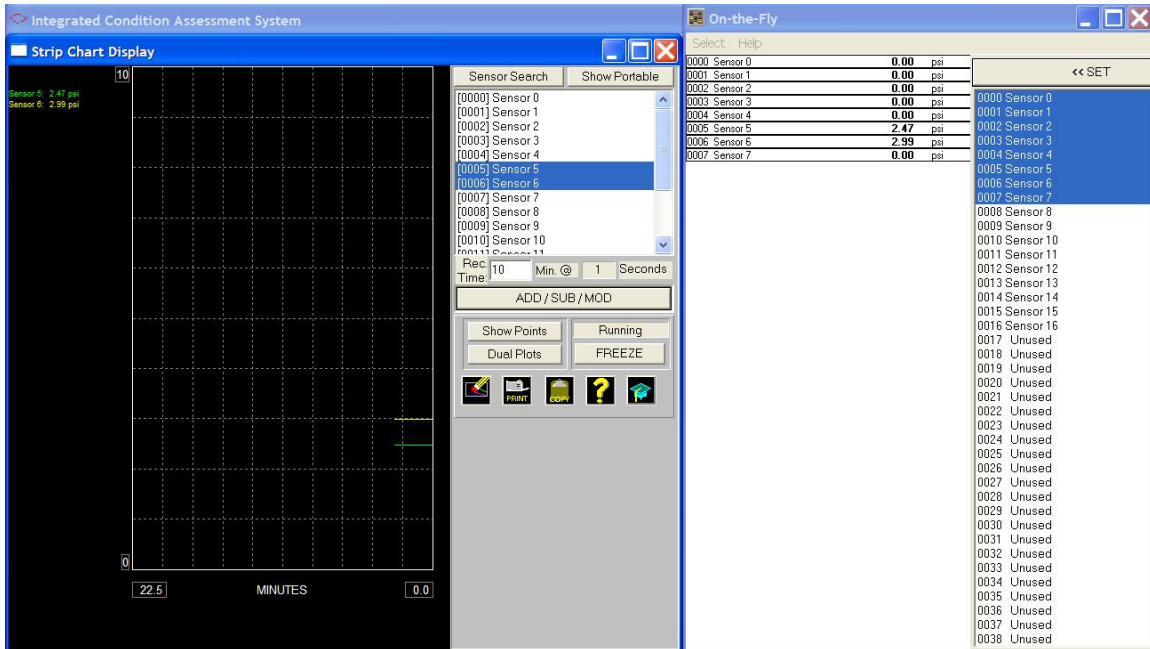 Integrated Condition Assessment System
Strip Chart Display
10
Sensor 5: 2.47 psi
Sensor 6: 2.99 psi
0
22.5 MINUTES 0.0
Sensor Search Show Portable
[0000] Sensor 0
[0001] Sensor 1
[0002] Sensor 2
[0003] Sensor 3
[0004] Sensor 4
[0005] Sensor 5
[0006] Sensor 6
[0007] Sensor 7
[0008] Sensor 8
[0009] Sensor 9
[0010] Sensor 10
[0011] Sensor 11
Rec. Time: 10 Min. @ 1 Seconds
ADD / SUB / MOD
Show Points Running
Dual Plots FREEZE
PRINT COPY ?
On-the-Fly
Select Help
0000 Sensor 0 0.00 psi
0001 Sensor 1 0.00 psi
0002 Sensor 2 0.00 psi
0003 Sensor 3 0.00 psi
0004 Sensor 4 0.00 psi
0005 Sensor 5 2.47 psi
0006 Sensor 6 2.99 psi
0007 Sensor 7 0.00 psi
<< SET
0000 Sensor 0
0001 Sensor 1
0002 Sensor 2
0003 Sensor 3
0004 Sensor 4
0005 Sensor 5
0006 Sensor 6
0007 Sensor 7
0008 Sensor 8
0009 Sensor 9
0010 Sensor 10
0011 Sensor 11
0012 Sensor 12
0013 Sensor 13
0014 Sensor 14
0015 Sensor 15
0016 Sensor 16
0017 Unused
0018 Unused
0019 Unused
0020 Unused
0021 Unused
0022 Unused
0023 Unused
0024 Unused
0025 Unused
0026 Unused
0027 Unused
0028 Unused
0029 Unused
0030 Unused
0031 Unused
0032 Unused
0033 Unused
0034 Unused
0035 Unused
0036 Unused
0037 Unused
0038 Unused